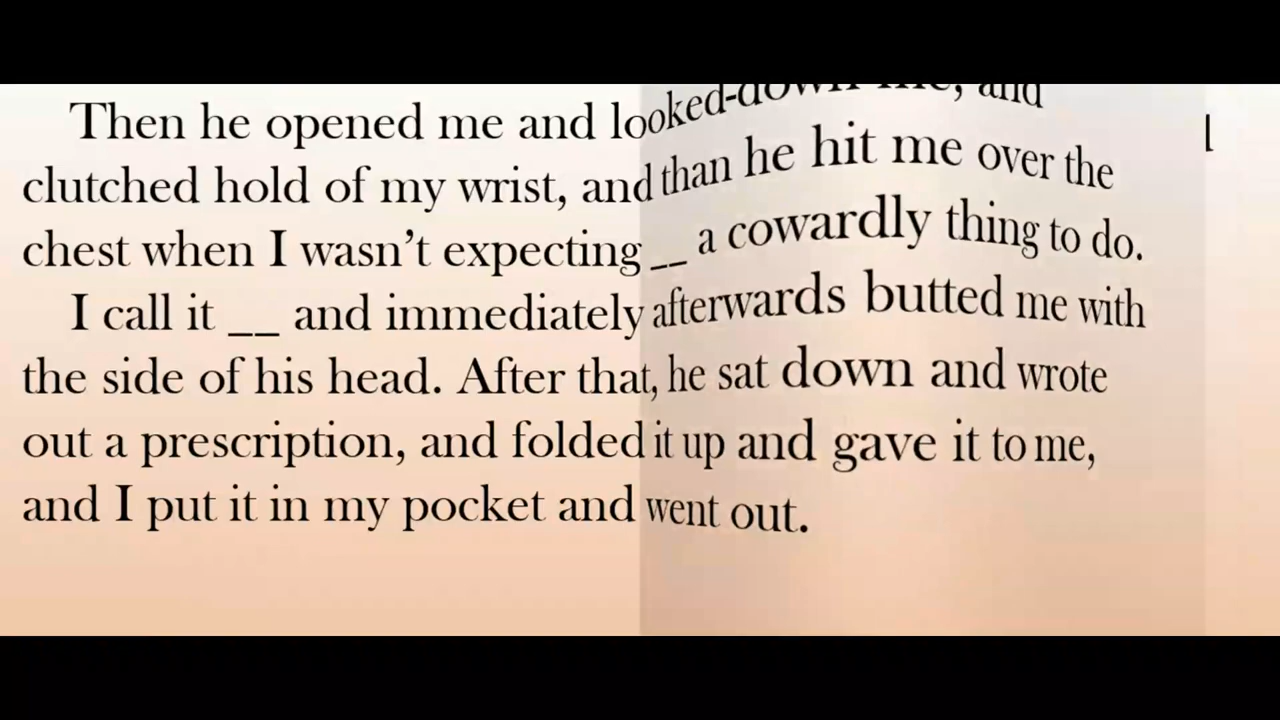 Then he opened me and looked-down me, and
clutched hold of my wrist, and than he hit me over the
chest when I wasn’t expecting __ a cowardly thing to do.
I call it __ and immediately afterwards butted me with
the side of his head. After that, he sat down and wrote
out a prescription, and folded it up and gave it to me,
and I put it in my pocket and went out.